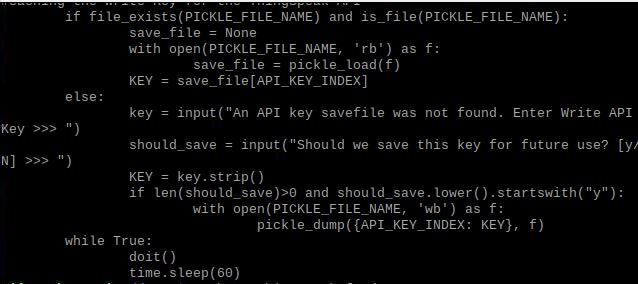 #Caching the Write Key for the ThingSpeak API
if file_exists(PICKLE_FILE_NAME) and is_file(PICKLE_FILE_NAME):
save_file = None
with open(PICKLE_FILE_NAME, 'rb') as f:
save_file = pickle_load(f)
KEY = save_file[API_KEY_INDEX]
else:
key = input("An API key savefile was not found. Enter Write API
Key >>> ")
should_save = input("Should we save this key for future use? [y/
N] >>> ")
KEY = key.strip()
if len(should_save)>0 and should_save.lower().startswith("y"):
with open(PICKLE_FILE_NAME, 'wb') as f:
pickle_dump({API_KEY_INDEX: KEY}, f)
while True:
doit()
time.sleep(60)